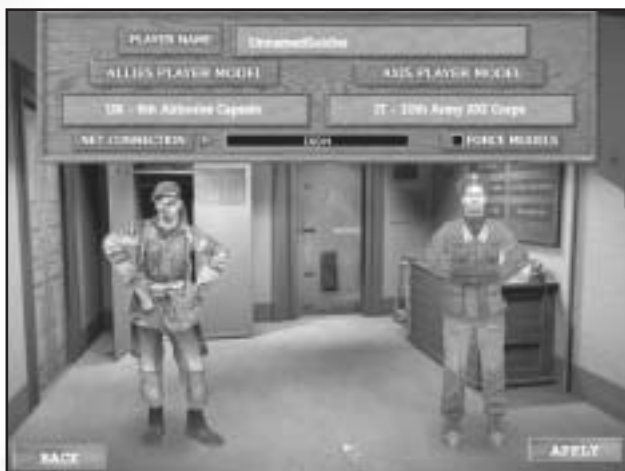 PLAYER NAME UnnamedSoldier
ALLIES PLAYER MODEL AXIS PLAYER MODEL
UK - 6th Airborne Captain IT - 10th Army XXI Corps
NET CONNECTION FORCE MODELS
BACK APPLY